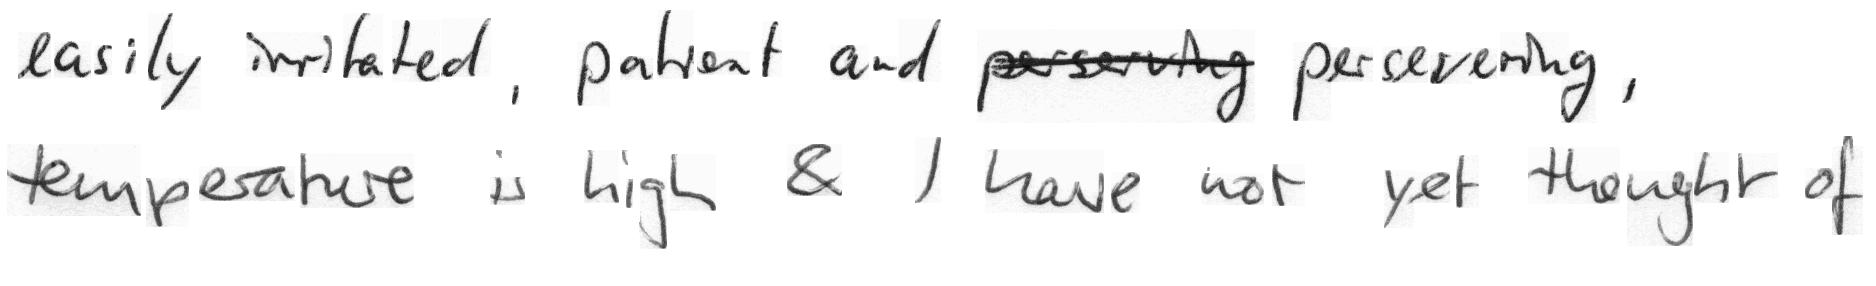 easily irritated, patient and perserving persevering,
temperature is high & I have not yet thought of